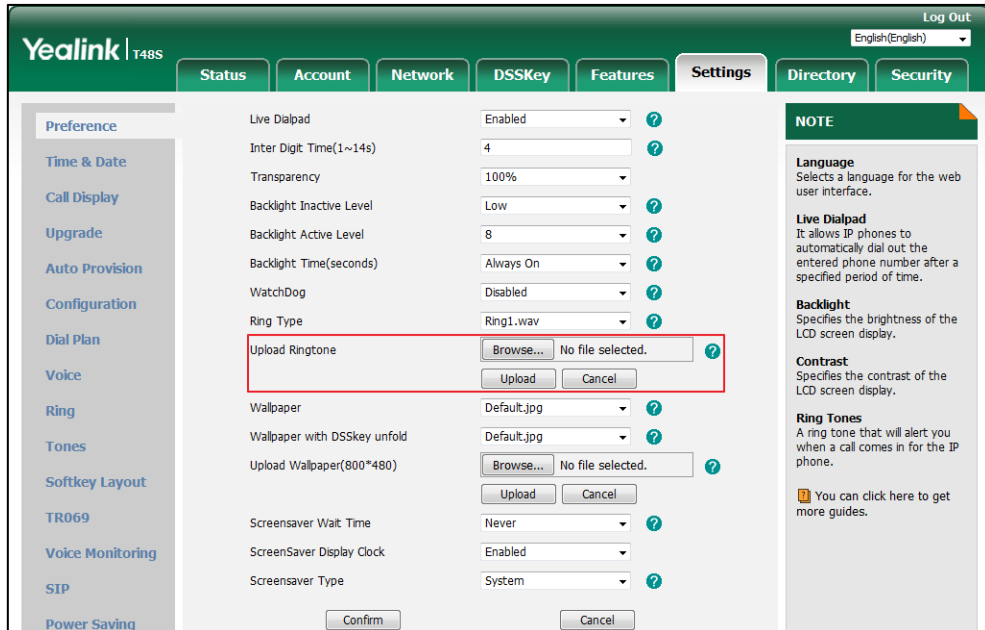 Log Out
Yealink T48S
English(English)
Status Account Network DSSKey Features Settings Directory Security
Preference
Time & Date
Call Display
Upgrade
Auto Provision
Configuration
Dial Plan
Voice
Ring
Tones
Softkey Layout
TR069
Voice Monitoring
SIP
Power Saving
Live Dialpad Enabled ?
Inter Digit Time(1~14s) 4 ?
Transparency 100%
Backlight Inactive Level Low ?
Backlight Active Level 8 ?
Backlight Time(seconds) Always On ?
WatchDog Disabled ?
Ring Type Ring1.wav ?
Upload Ringtone Browse... No file selected. ?
Upload Cancel
Wallpaper Default.jpg ?
Wallpaper with DSSkey unfold Default.jpg ?
Upload Wallpaper(800*480) Browse... No file selected. ?
Upload Cancel
Screensaver Wait Time Never ?
ScreenSaver Display Clock Enabled
Screensaver Type System ?
Confirm Cancel
NOTE
Language
Selects a language for the web
user interface.
Live Dialpad
It allows IP phones to
automatically dial out the
entered phone number after a
specified period of time.
Backlight
Specifies the brightness of the
LCD screen display.
Contrast
Specifies the contrast of the
LCD screen display.
Ring Tones
A ring tone that will alert you
when a call comes in for the IP
phone.
? You can click here to get
more guides.